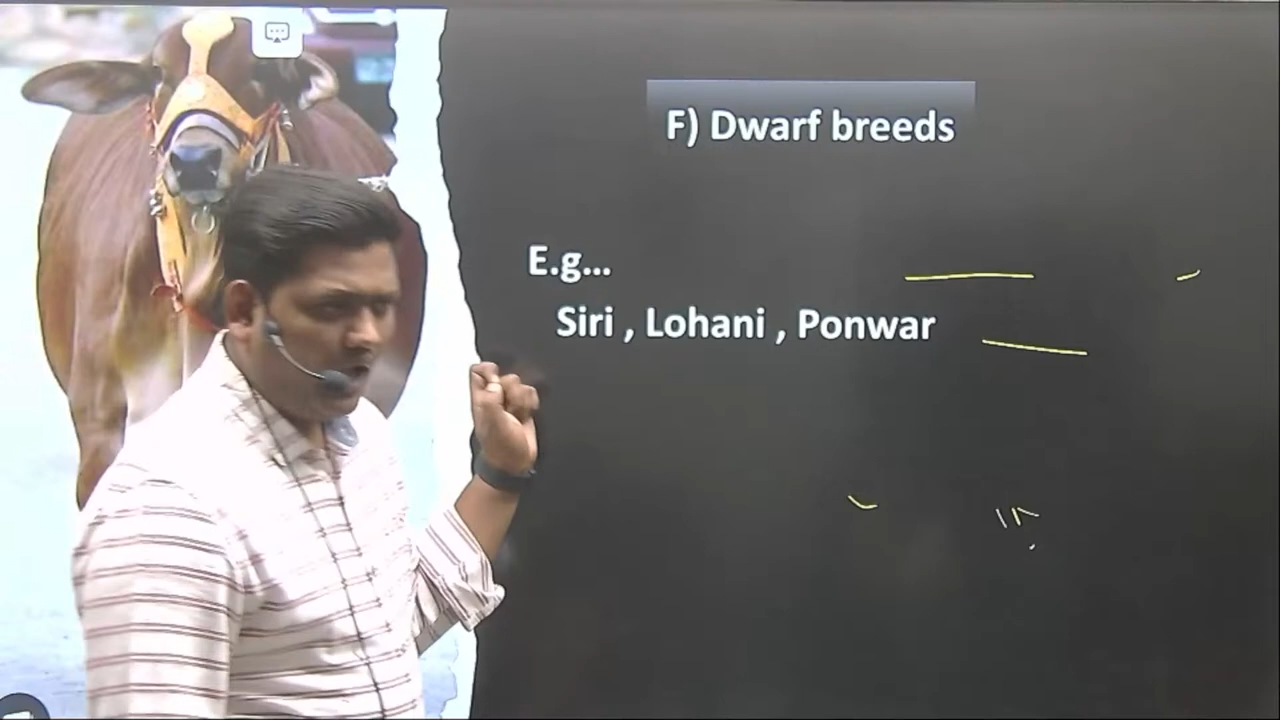 F) Dwarf breeds
E.g...
Siri , Lohani , Ponwar